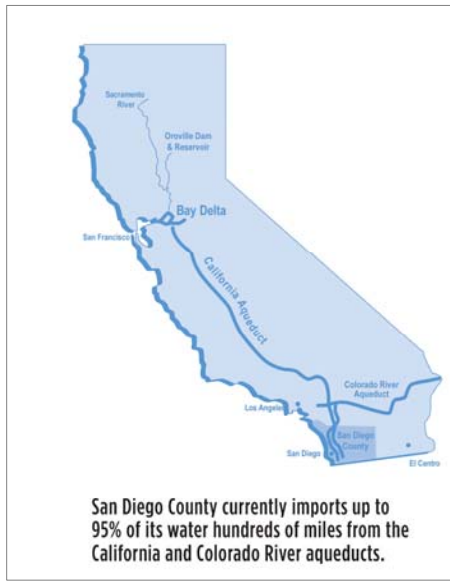 Sacramento
River
Oroville Dam
& Reservoir
Bay Delta
San Francisco
California Aqueduct
Colorado River
Aqueduct
Los Angeles
San Diego
County
San Diego
El Centro
San Diego County currently imports up to
95% of its water hundreds of miles from the
California and Colorado River aqueducts.